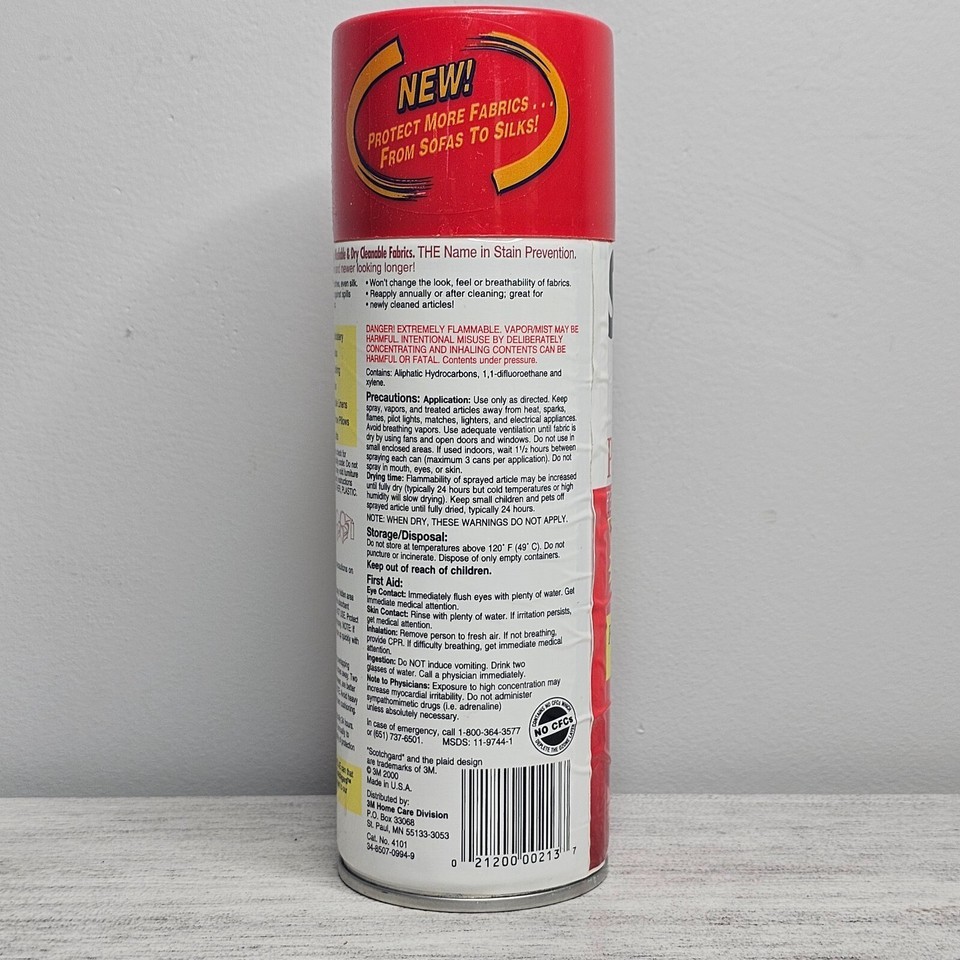 NEW!
PROTECT MORE FABRICS . . .
FROM SOFAS TO SILKS!
& Dry Cleanable Fabrics. THE Name in Stain Prevention.
newer looking longer!
even silk.
spills
• Won't change the look, feel or breathability of fabrics.
• Reapply annually or after cleaning; great for
• newly cleaned articles!
DANGER! EXTREMELY FLAMMABLE. VAPOR/MIST MAY BE
HARMFUL. INTENTIONAL MISUSE BY DELIBERATELY
CONCENTRATING AND INHALING CONTENTS CAN BE
HARMFUL OR FATAL. Contents under pressure.
Contains: Aliphatic Hydrocarbons, 1,1-difluoroethane and
xylene.
Precautions: Application: Use only as directed. Keep
spray, vapors, and treated articles away from heat, sparks,
flames, pilot lights, matches, lighters, and electrical appliances.
Avoid breathing vapors. Use adequate ventilation until fabric is
dry by using fans and open doors and windows. Do not use in
small enclosed areas. If used indoors, wait 1½ hours between
spraying each can (maximum 3 cans per application). Do not
spray in mouth, eyes, or skin.
Drying time: Flammability of sprayed article may be increased
until fully dry (typically 24 hours but cold temperatures or high
humidity will slow drying). Keep small children and pets off
sprayed article until fully dried, typically 24 hours.
NOTE: WHEN DRY, THESE WARNINGS DO NOT APPLY.
Storage/Disposal:
Do not store at temperatures above 120° F (49° C). Do not
puncture or incinerate. Dispose of only empty containers.
Keep out of reach of children.
First Aid:
Eye Contact: Immediately flush eyes with plenty of water. Get
immediate medical attention.
Skin Contact: Rinse with plenty of water. If irritation persists,
get medical attention.
Inhalation: Remove person to fresh air. If not breathing,
provide CPR. If difficulty breathing, get immediate medical
attention.
Ingestion: Do NOT induce vomiting. Drink two
glasses of water. Call a physician immediately.
Note to Physicians: Exposure to high concentration may
increase myocardial irritability. Do not administer
sympathomimetic drugs (i.e. adrenaline)
unless absolutely necessary.
In case of emergency, call 1-800-364-3577
or (651) 737-6501. MSDS: 11-9744-1
CONTAINS NO CFCs WHICH
NO CFCs
DEPLETE THE OZONE LAYER
"Scotchgard" and the plaid design
are trademarks of 3M.
© 3M 2000
Made in U.S.A.
Distributed by:
3M Home Care Division
P.O. Box 33068
St. Paul, MN 55133-3053
Cat. No. 4101
34-8507-0994-9
0 21200 00213 7